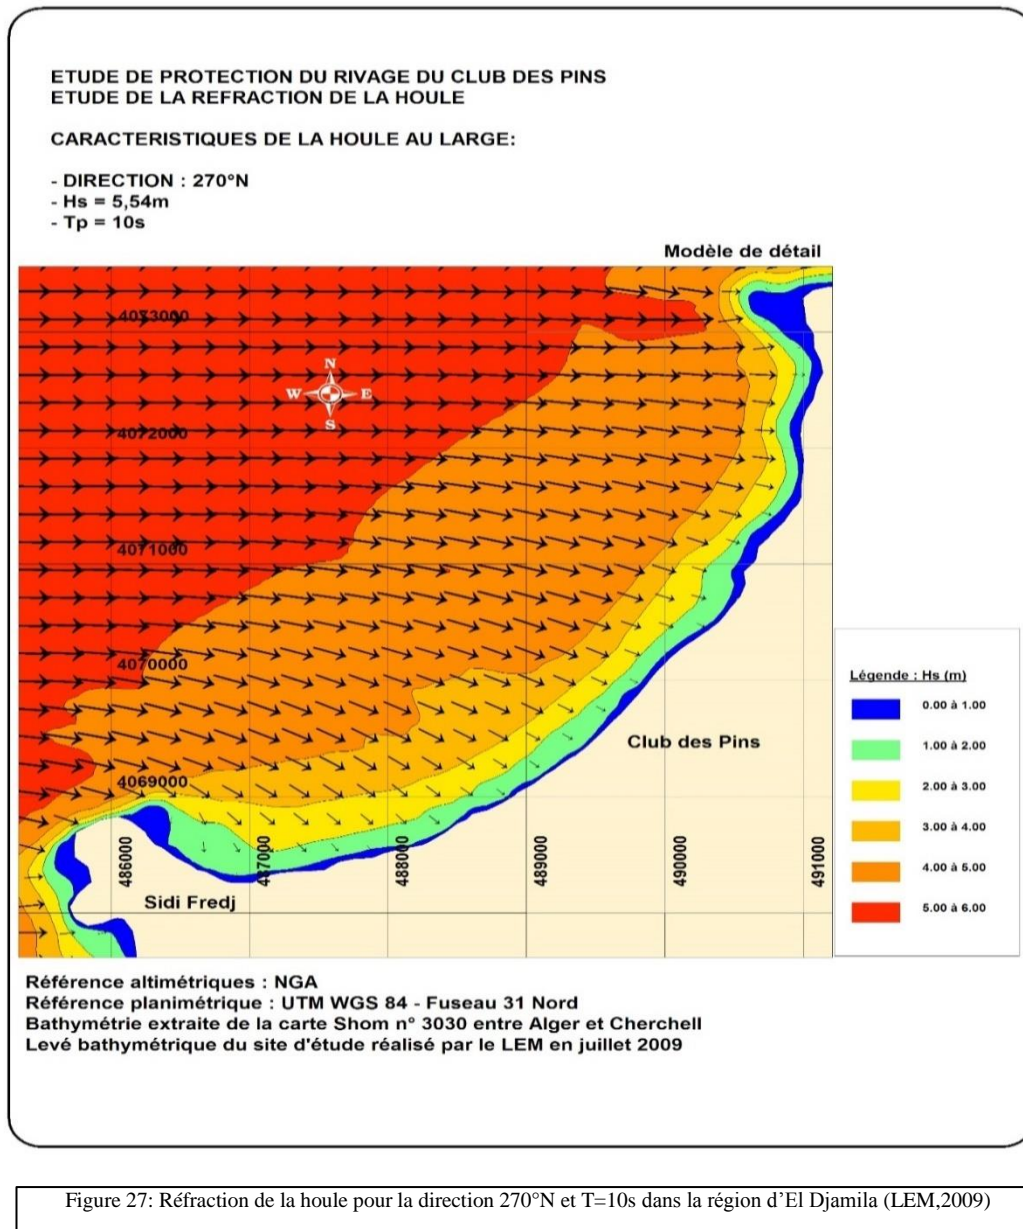 ETUDE DE PROTECTION DU RIVAGE DU CLUB DES PINS
ETUDE DE LA REFRACTION DE LA HOULE
CARACTERISTIQUES DE LA HOULE AU LARGE:
- DIRECTION : 270°N
- Hs = 5,54m
- Tp = 10s
Modèle de détail
4073000
N
W E
S
4072000
4071000
4070000
4069000
486000
487000
488000
489000
490000
491000
Club des Pins
Sidi Fredj
Légende : Hs (m)
0.00 à 1.00
1.00 à 2.00
2.00 à 3.00
3.00 à 4.00
4.00 à 5.00
5.00 à 6.00
Référence altimétriques : NGA
Référence planimétrique : UTM WGS 84 - Fuseau 31 Nord
Bathymétrie extraite de la carte Shom n° 3030 entre Alger et Cherchell
Levé bathymétrique du site d'étude réalisé par le LEM en juillet 2009
Figure 27: Réfraction de la houle pour la direction 270°N et T=10s dans la région d’El Djamila (LEM,2009)